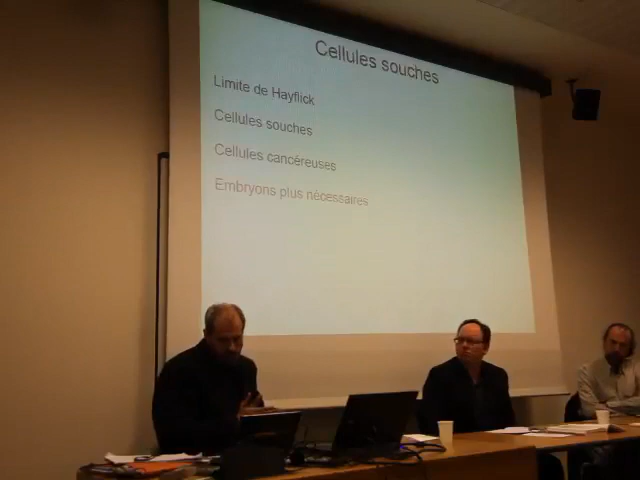 Cellules souches
Limite de Hayflick
Cellules souches
Cellules cancéreuses
Embryons plus nécessaires